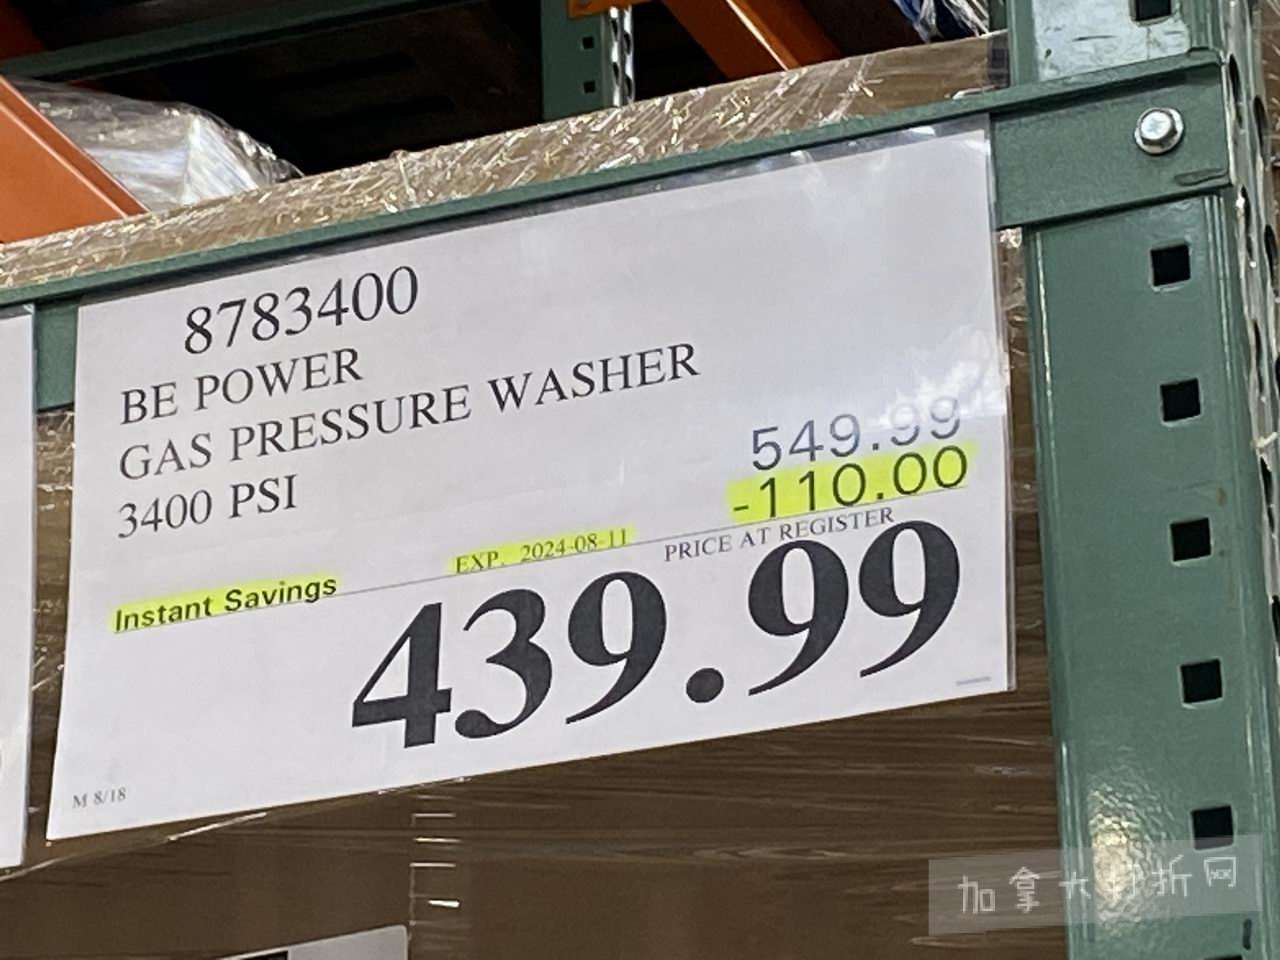 8783400
BE POWER
GAS PRESSURE WASHER
3400 PSI
549.99
-110.00
EXP. 2024-08-11
PRICE AT REGISTER
Instant Savings
439.99
M 8/18
加拿大打折网